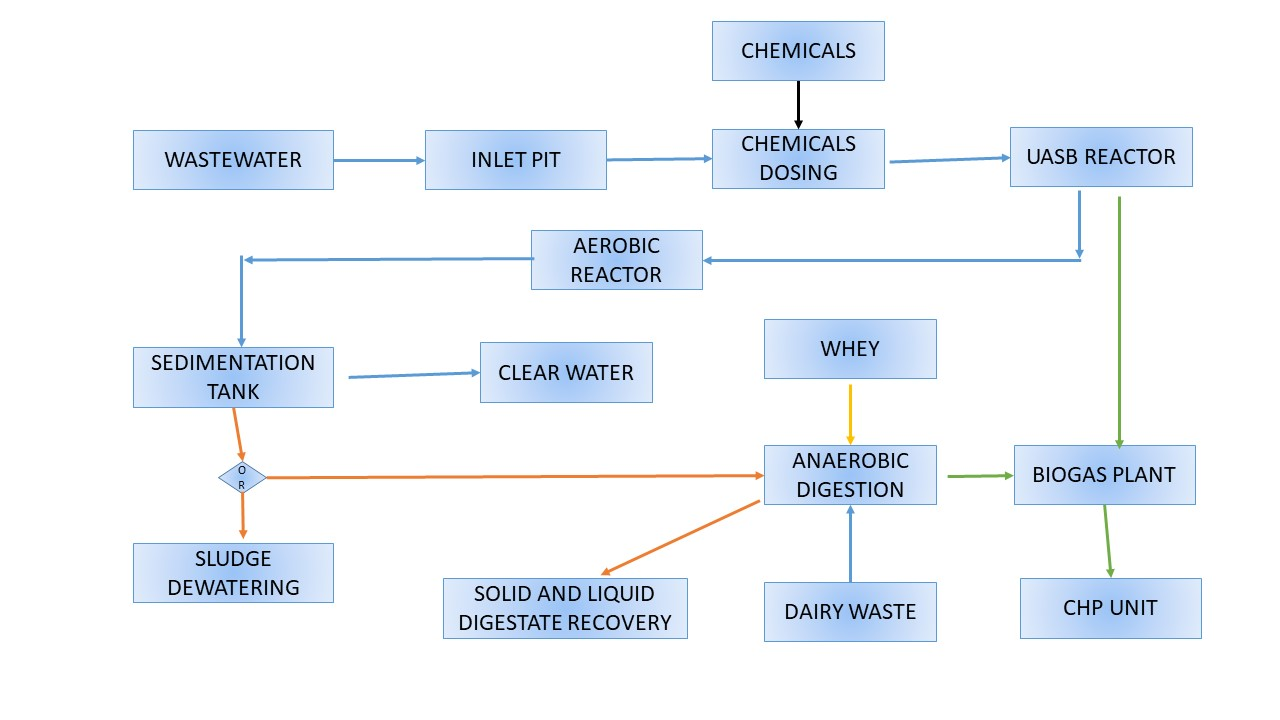 CHEMICALS
WASTEWATER
INLET PIT
CHEMICALS
DOSING
UASB REACTOR
AEROBIC
REACTOR
SEDIMENTATION
TANK
CLEAR WATER
WHEY
O
R
ANAEROBIC
DIGESTION
BIOGAS PLANT
SLUDGE
DEWATERING
SOLID AND LIQUID
DIGESTATE RECOVERY
DAIRY WASTE
CHP UNIT